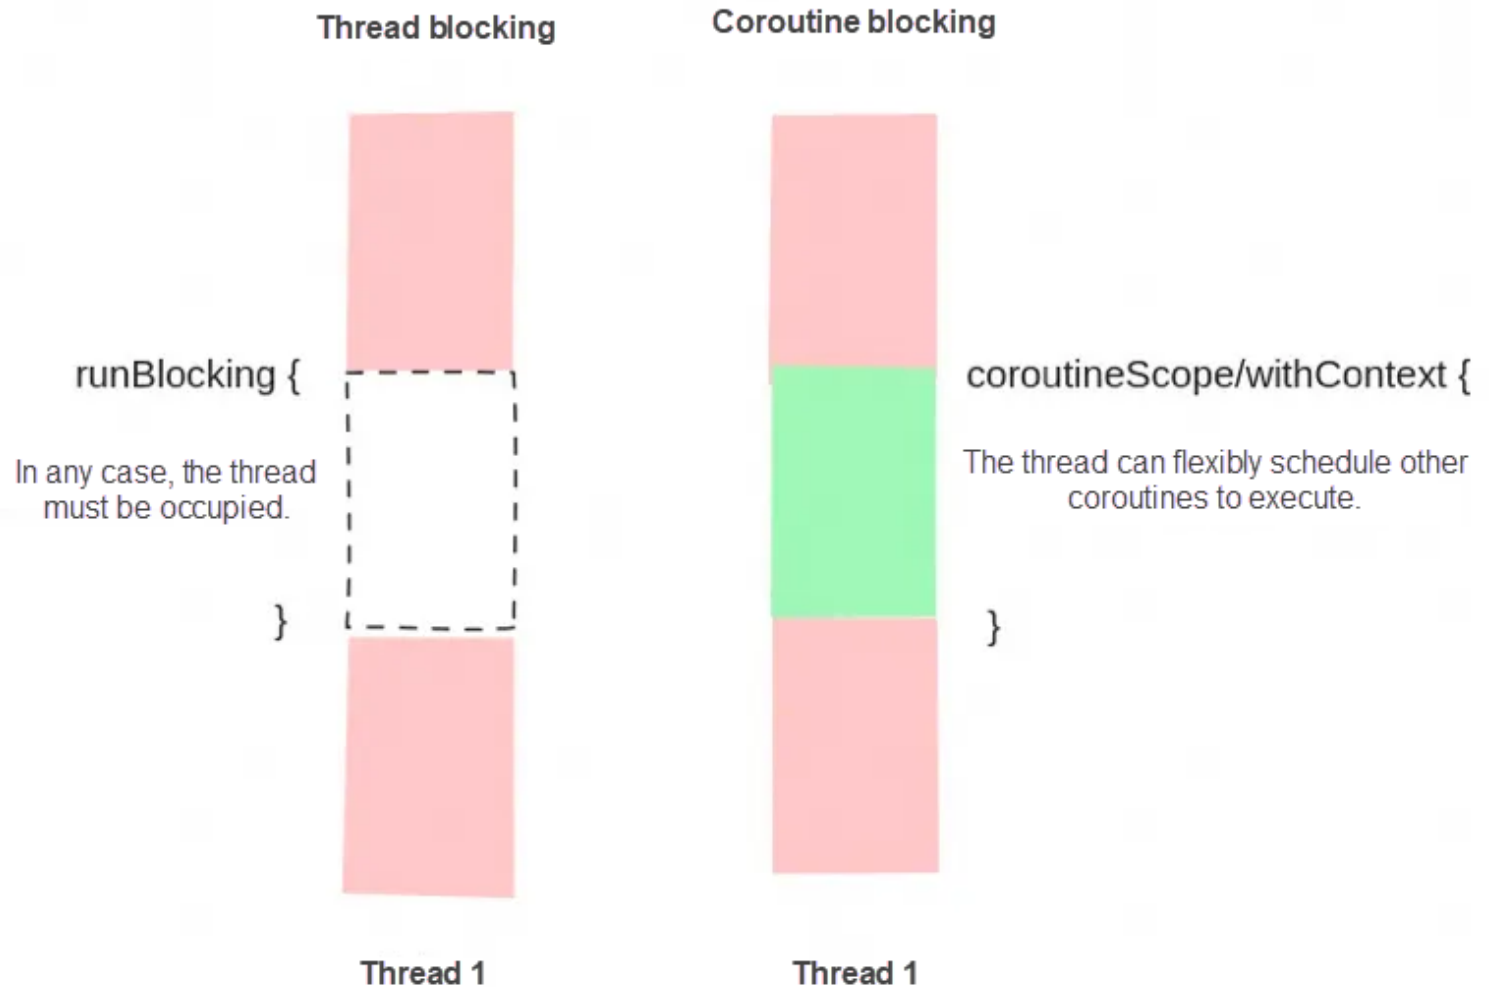 Thread blocking
Coroutine blocking
runBlocking {
In any case, the thread
must be occupied.
}
coroutineScope/withContext {
The thread can flexibly schedule other
coroutines to execute.
}
Thread 1
Thread 1